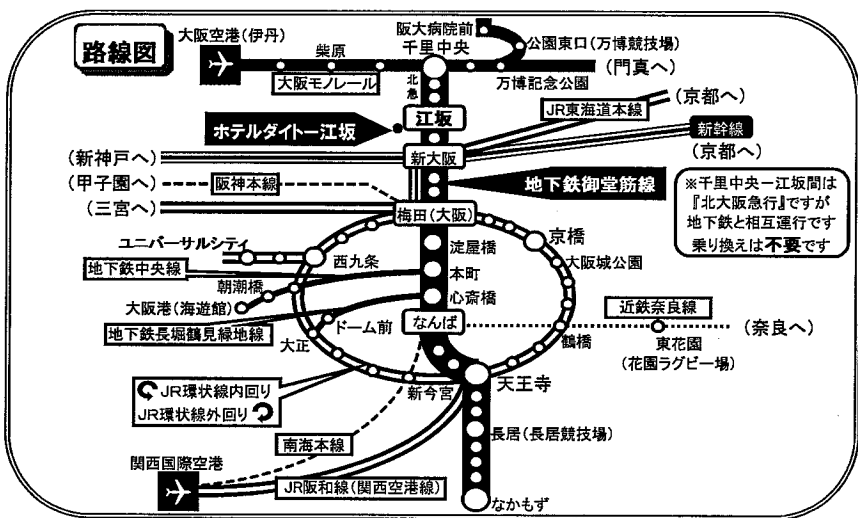 路線図
大阪空港(伊丹)
柴原
大阪モノレール
阪大病院前
千里中央
公園東口(万博競技場)
万博記念公園
(門真へ)
北急
江坂
ホテルダイトー江坂
JR東海道本線
(京都へ)
新幹線
(京都へ)
(新神戸へ)
新大阪
(甲子園へ)
阪神本線
地下鉄御堂筋線
(三宮へ)
梅田(大阪)
※千里中央ー江坂間は
『北大阪急行』ですが
地下鉄と相互運行です
乗り換えは不要です
ユニバーサルシティ
西九条
淀屋橋
京橋
大阪城公園
地下鉄中央線
朝潮橋
本町
大阪港(海遊館)
心斎橋
地下鉄長堀鶴見緑地線
ドーム前
大正
なんば
近鉄奈良線
(奈良へ)
鶴橋
東花園
(花園ラグビー場)
JR環状線内回り
JR環状線外回り
新今宮
天王寺
南海本線
長居(長居競技場)
関西国際空港
JR阪和線(関西空港線)
なかもず